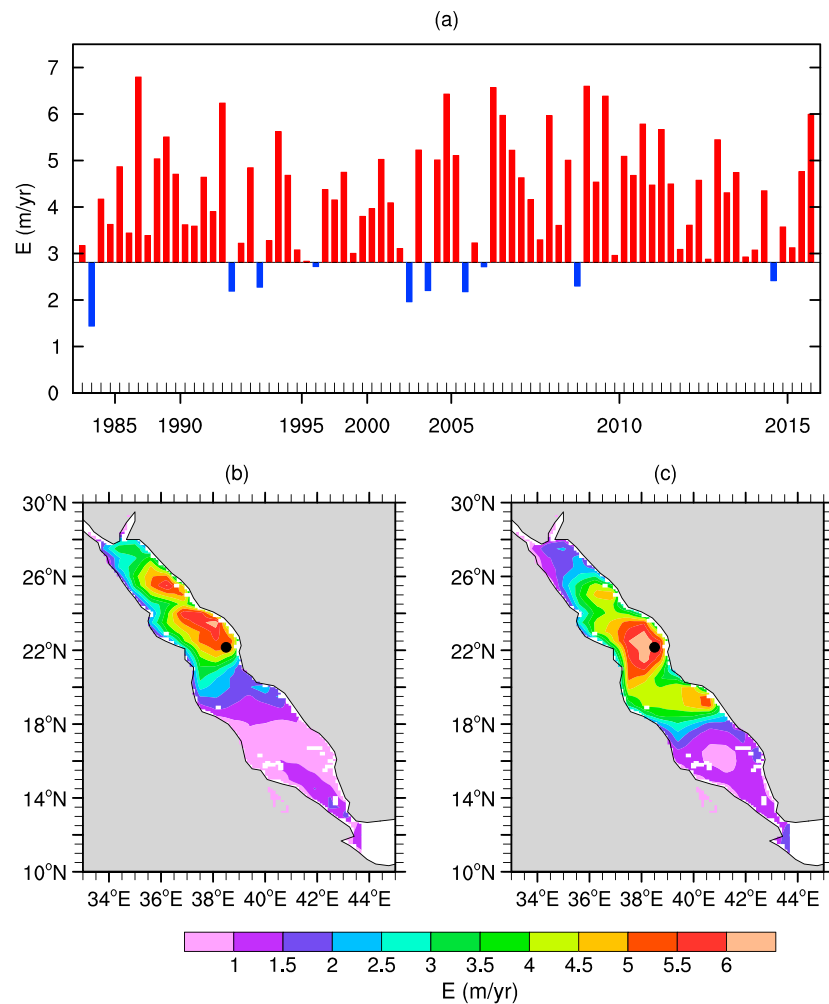 (a)
7
6
5
4
3
2
1
0
E (m/yr)
1985 1990 1995 2000 2005 2010 2015
(b) (c)
30°N
26°N
22°N
18°N
14°N
10°N
34°E 36°E 38°E 40°E 42°E 44°E
30°N
26°N
22°N
18°N
14°N
10°N
34°E 36°E 38°E 40°E 42°E 44°E
1 1.5 2 2.5 3 3.5 4 4.5 5 5.5 6
E (m/yr)